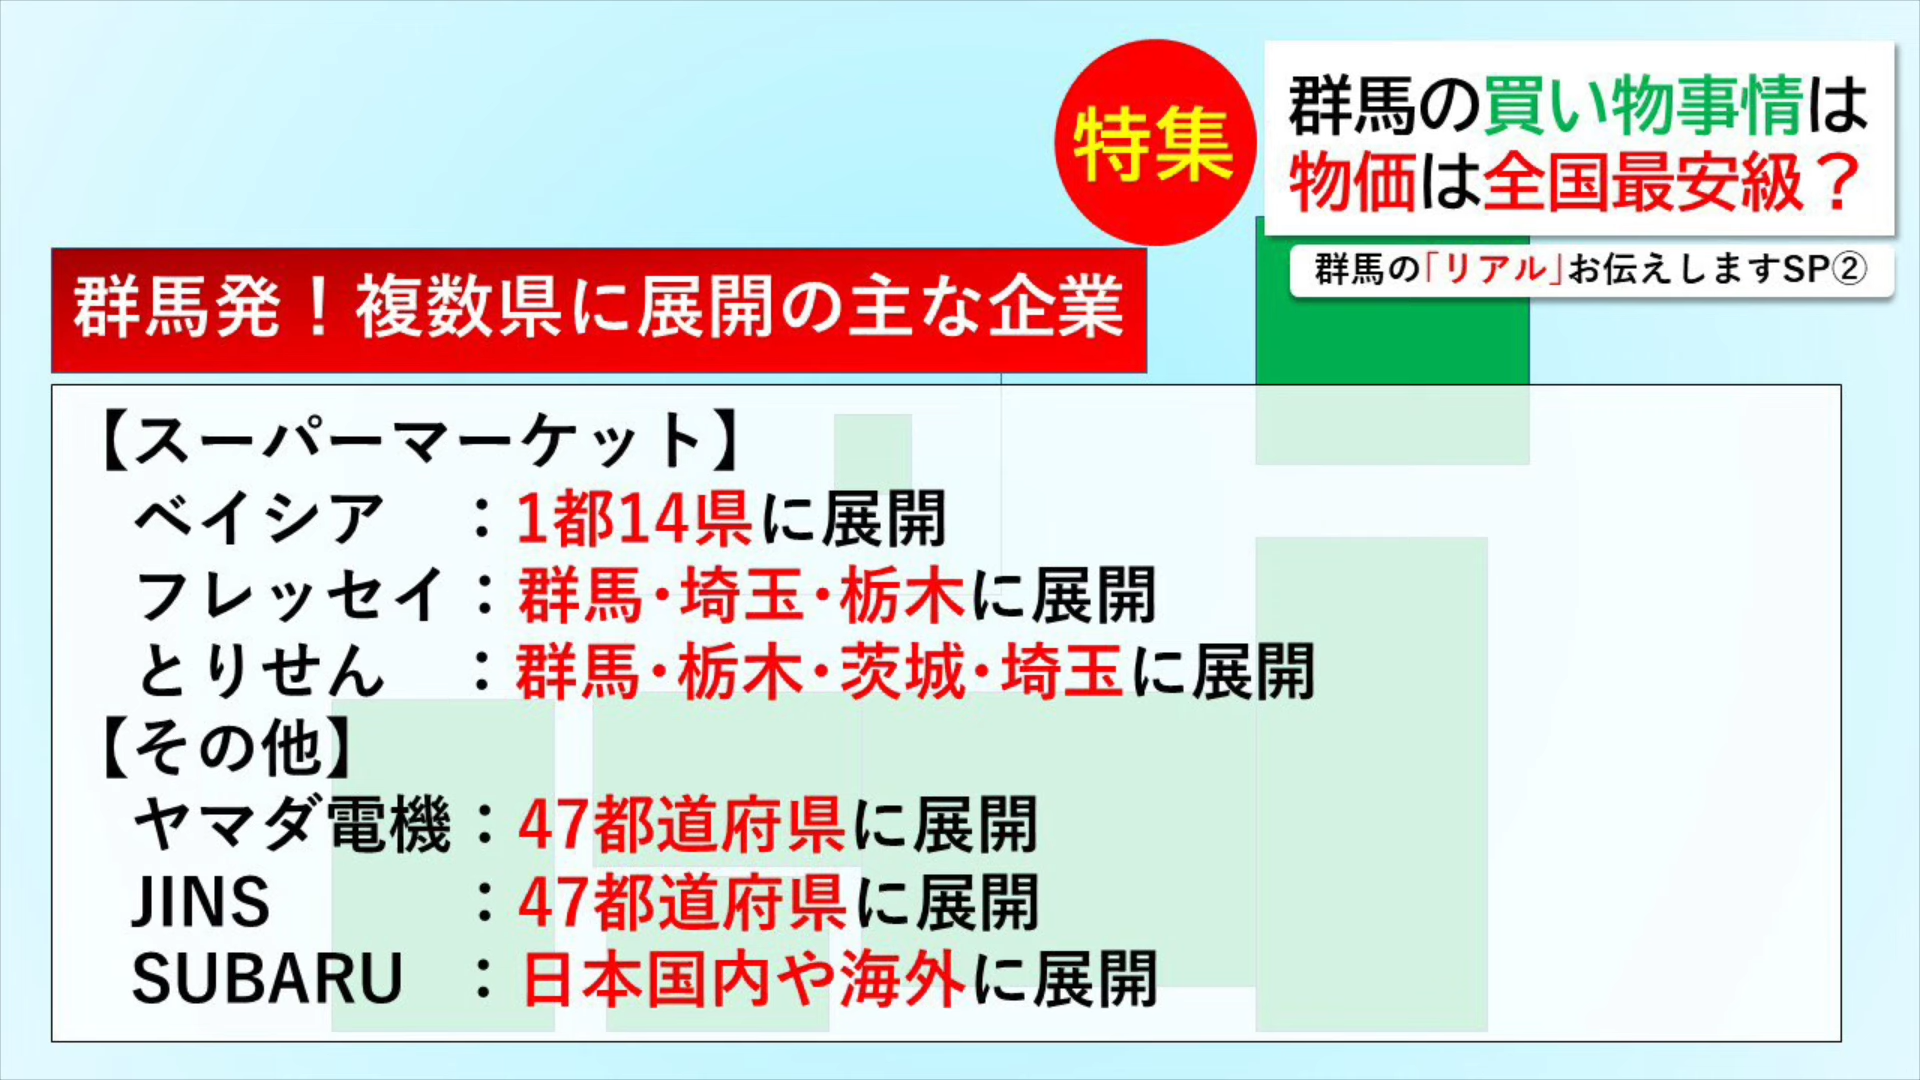 特集
群馬の買い物事情は
物価は全国最安級?
群馬の「リアル」お伝えしますSP②
群馬発!複数県に展開の主な企業
【スーパーマーケット】
ベイシア :1都14県に展開
フレッセイ:群馬・埼玉・栃木に展開
とりせん :群馬・栃木・茨城・埼玉に展開
【その他】
ヤマダ電機:47都道府県に展開
JINS :47都道府県に展開
SUBARU :日本国内や海外に展開